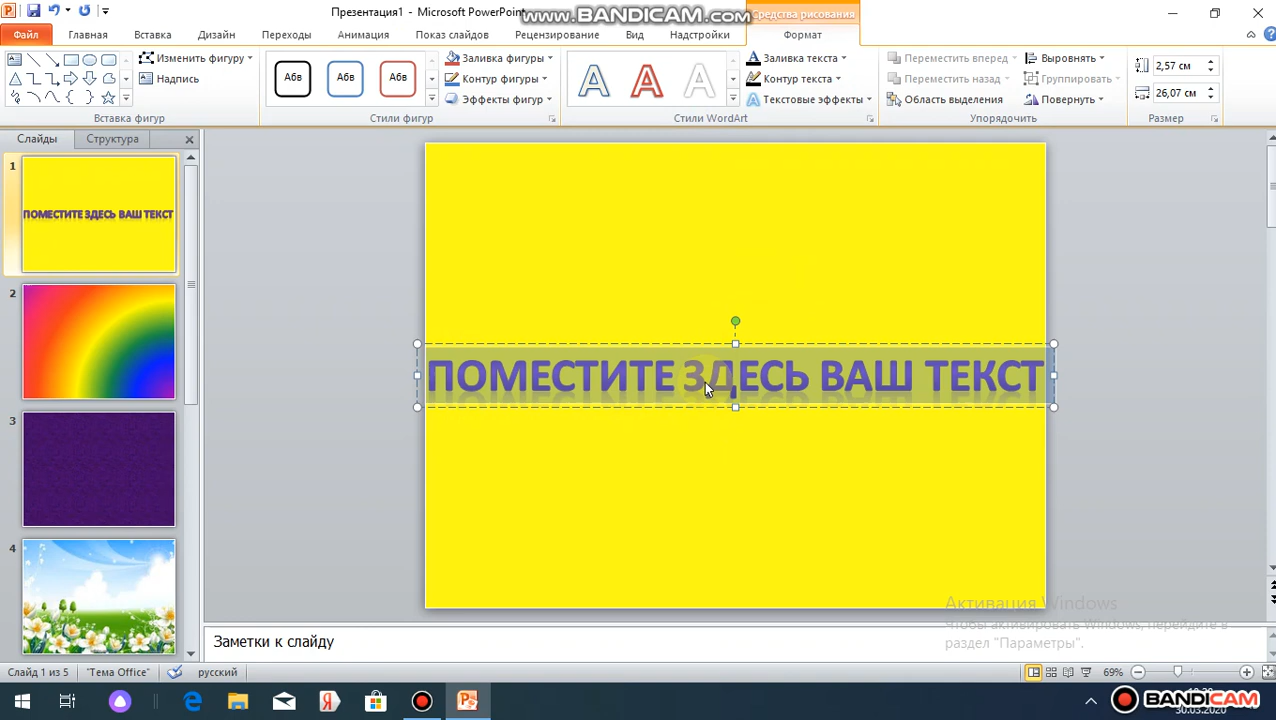 Презентация1 - Microsoft PowerPoint
WWW.BANDICAM.COM
Средства рисования
Файл Главная Вставка Дизайн Переходы Анимация Показ слайдов Рецензирование Вид Надстройки Формат
Изменить фигуру
Надпись
Вставка фигур
Абв Абв Абв
Заливка фигуры
Контур фигуры
Эффекты фигур
Стили фигур
А А А
Заливка текста
Контур текста
Текстовые эффекты
Стили WordArt
Переместить вперед
Переместить назад
Область выделения
Выровнять
Группировать
Повернуть
Упорядочить
2,57 см
26,07 см
Размер
Слайды Структура
1
ПОМЕСТИТЕ ЗДЕСЬ ВАШ ТЕКСТ
2
3
4
ПОМЕСТИТЕ ЗДЕСЬ ВАШ ТЕКСТ
Активация Windows
Чтобы активировать Windows, перейдите в
раздел "Параметры".
Заметки к слайду
Слайд 1 из 5 "Тема Office" русский 69%
BANDICAM
30.03.2020